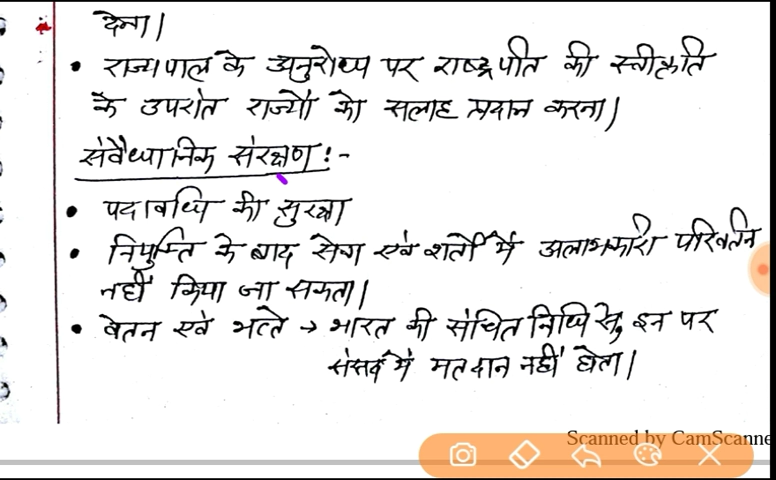 देना।
• राज्यपाल के अनुरोध पर राष्ट्रपति की स्वीकृति
के उपरांत राज्यों को सलाह प्रदान करना।
संवैधानिक संरक्षण :-
• पदावधि की सुरक्षा
• नियुक्ति के बाद सेवा एवं शर्तों में अलाभकारी परिवर्तन
नहीं किया जा सकता।
• वेतन एवं भत्ते → भारत की संचित निधि से, इन पर
संसद में मतदान नहीं होता।
Scanned by CamScanne